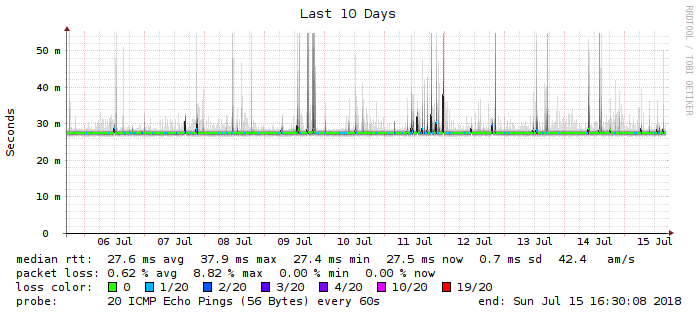 Last 10 Days
RRDTOOL / TOBI OETIKER
Seconds
50 m
40 m
30 m
20 m
10 m
0
06 Jul 07 Jul 08 Jul 09 Jul 10 Jul 11 Jul 12 Jul 13 Jul 14 Jul 15 Jul
median rtt: 27.6 ms avg 37.9 ms max 27.4 ms min 27.5 ms now 0.7 ms sd 42.4 am/s
packet loss: 0.62 % avg 8.82 % max 0.00 % min 0.00 % now
loss color: 0 1/20 2/20 3/20 4/20 10/20 19/20
probe: 20 ICMP Echo Pings (56 Bytes) every 60s end: Sun Jul 15 16:30:08 2018